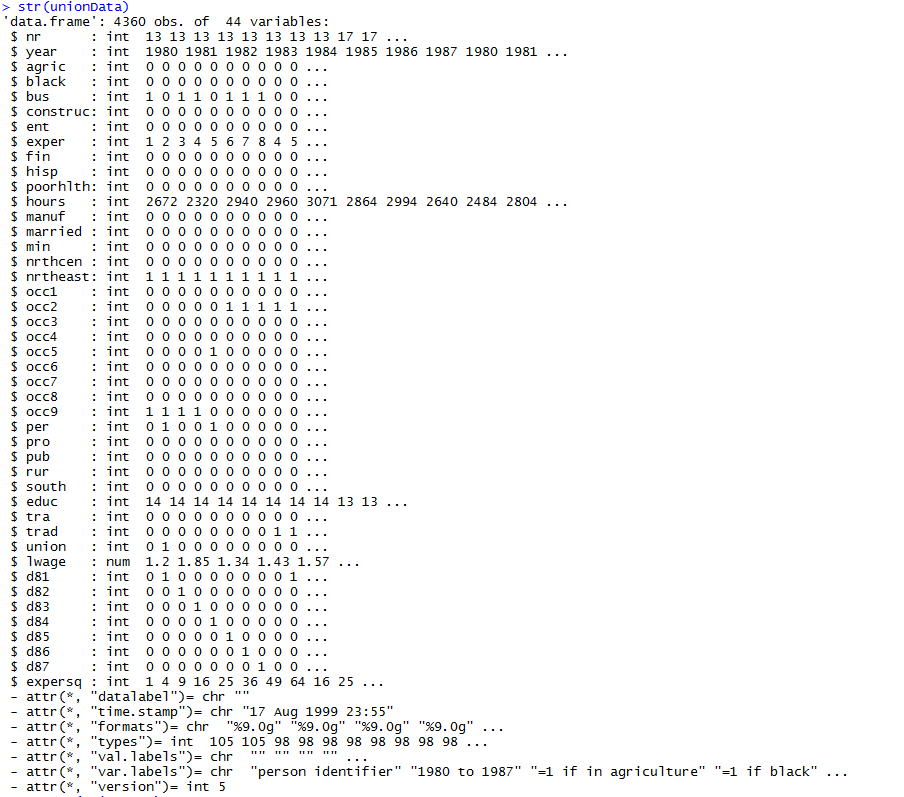 > str(unionData)
'data.frame': 4360 obs. of  44 variables:
 $ nr      : int  13 13 13 13 13 13 13 13 17 17 ...
 $ year    : int  1980 1981 1982 1983 1984 1985 1986 1987 1980 1981 ...
 $ agric   : int  0 0 0 0 0 0 0 0 0 0 ...
 $ black   : int  0 0 0 0 0 0 0 0 0 0 ...
 $ bus     : int  1 0 1 1 0 1 1 1 0 0 ...
 $ construc: int  0 0 0 0 0 0 0 0 0 0 ...
 $ ent     : int  0 0 0 0 0 0 0 0 0 0 ...
 $ exper   : int  1 2 3 4 5 6 7 8 4 5 ...
 $ fin     : int  0 0 0 0 0 0 0 0 0 0 ...
 $ hisp    : int  0 0 0 0 0 0 0 0 0 0 ...
 $ poorhlth: int  0 0 0 0 0 0 0 0 0 0 ...
 $ hours   : int  2672 2320 2940 2960 3071 2864 2994 2640 2484 2804 ...
 $ manuf   : int  0 0 0 0 0 0 0 0 0 0 ...
 $ married : int  0 0 0 0 0 0 0 0 0 0 ...
 $ min     : int  0 0 0 0 0 0 0 0 0 0 ...
 $ nrthcen : int  0 0 0 0 0 0 0 0 0 0 ...
 $ nrtheast: int  1 1 1 1 1 1 1 1 1 1 ...
 $ occ1    : int  0 0 0 0 0 0 0 0 0 0 ...
 $ occ2    : int  0 0 0 0 0 1 1 1 1 1 ...
 $ occ3    : int  0 0 0 0 0 0 0 0 0 0 ...
 $ occ4    : int  0 0 0 0 0 0 0 0 0 0 ...
 $ occ5    : int  0 0 0 0 1 0 0 0 0 0 ...
 $ occ6    : int  0 0 0 0 0 0 0 0 0 0 ...
 $ occ7    : int  0 0 0 0 0 0 0 0 0 0 ...
 $ occ8    : int  0 0 0 0 0 0 0 0 0 0 ...
 $ occ9    : int  1 1 1 1 0 0 0 0 0 0 ...
 $ per     : int  0 1 0 0 1 0 0 0 0 0 ...
 $ pro     : int  0 0 0 0 0 0 0 0 0 0 ...
 $ pub     : int  0 0 0 0 0 0 0 0 0 0 ...
 $ rur     : int  0 0 0 0 0 0 0 0 0 0 ...
 $ south   : int  0 0 0 0 0 0 0 0 0 0 ...
 $ educ    : int  14 14 14 14 14 14 14 14 13 13 ...
 $ tra     : int  0 0 0 0 0 0 0 0 0 0 ...
 $ trad    : int  0 0 0 0 0 0 0 0 1 1 ...
 $ union   : int  0 1 0 0 0 0 0 0 0 0 ...
 $ lwage   : num  1.2 1.85 1.34 1.43 1.57 ...
 $ d81     : int  0 1 0 0 0 0 0 0 0 1 ...
 $ d82     : int  0 0 1 0 0 0 0 0 0 0 ...
 $ d83     : int  0 0 0 1 0 0 0 0 0 0 ...
 $ d84     : int  0 0 0 0 1 0 0 0 0 0 ...
 $ d85     : int  0 0 0 0 0 1 0 0 0 0 ...
 $ d86     : int  0 0 0 0 0 0 1 0 0 0 ...
 $ d87     : int  0 0 0 0 0 0 0 1 0 0 ...
 $ expersq : int  1 4 9 16 25 36 49 64 16 25 ...
 - attr(*, "datalabel")= chr ""
 - attr(*, "time.stamp")= chr "17 Aug 1999 23:55"
 - attr(*, "formats")= chr  "%9.0g" "%9.0g" "%9.0g" "%9.0g" ...
 - attr(*, "types")= int  105 105 98 98 98 98 98 98 98 98 ...
 - attr(*, "val.labels")= chr  "" "" "" "" ...
 - attr(*, "var.labels")= chr  "person identifier" "1980 to 1987" "=1 if in agriculture" "=1 if black" ...
 - attr(*, "version")= int 5